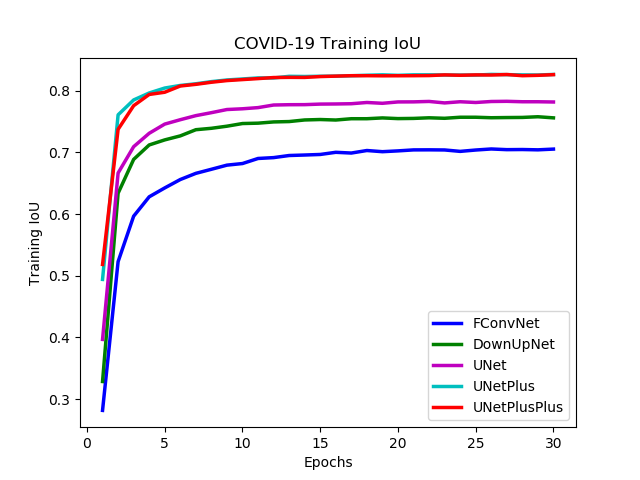 COVID-19 Training IoU
Training IoU
0.8
0.7
0.6
0.5
0.4
0.3
0 5 10 15 20 25 30
Epochs
FConvNet
DownUpNet
UNet
UNetPlus
UNetPlusPlus